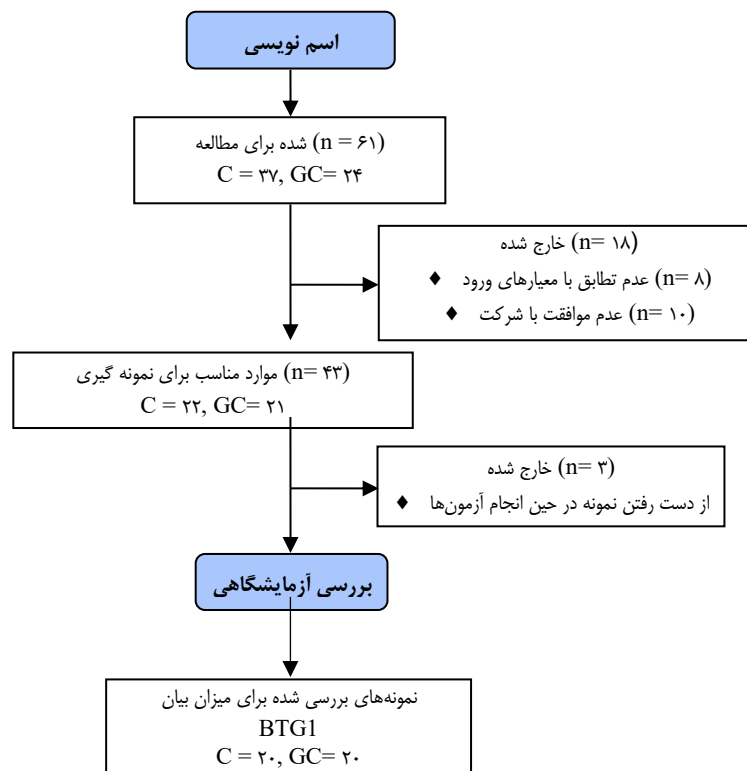 اسم نویسی
شده برای مطالعه (n = ۶۱)
C = ۳۷, GC= ۲۴
خارج شده (n= ۱۸)
♦ عدم تطابق با معیارهای ورود (n= ۸)
♦ عدم موافقت با شرکت (n= ۱۰)
موارد مناسب برای نمونه گیری (n= ۴۳)
C = ۲۲, GC= ۲۱
خارج شده (n= ۳)
♦ از دست رفتن نمونه در حین انجام آزمون‌ها
بررسی آزمایشگاهی
نمونه‌های بررسی شده برای میزان بیان
BTG1
C = ۲۰, GC= ۲۰